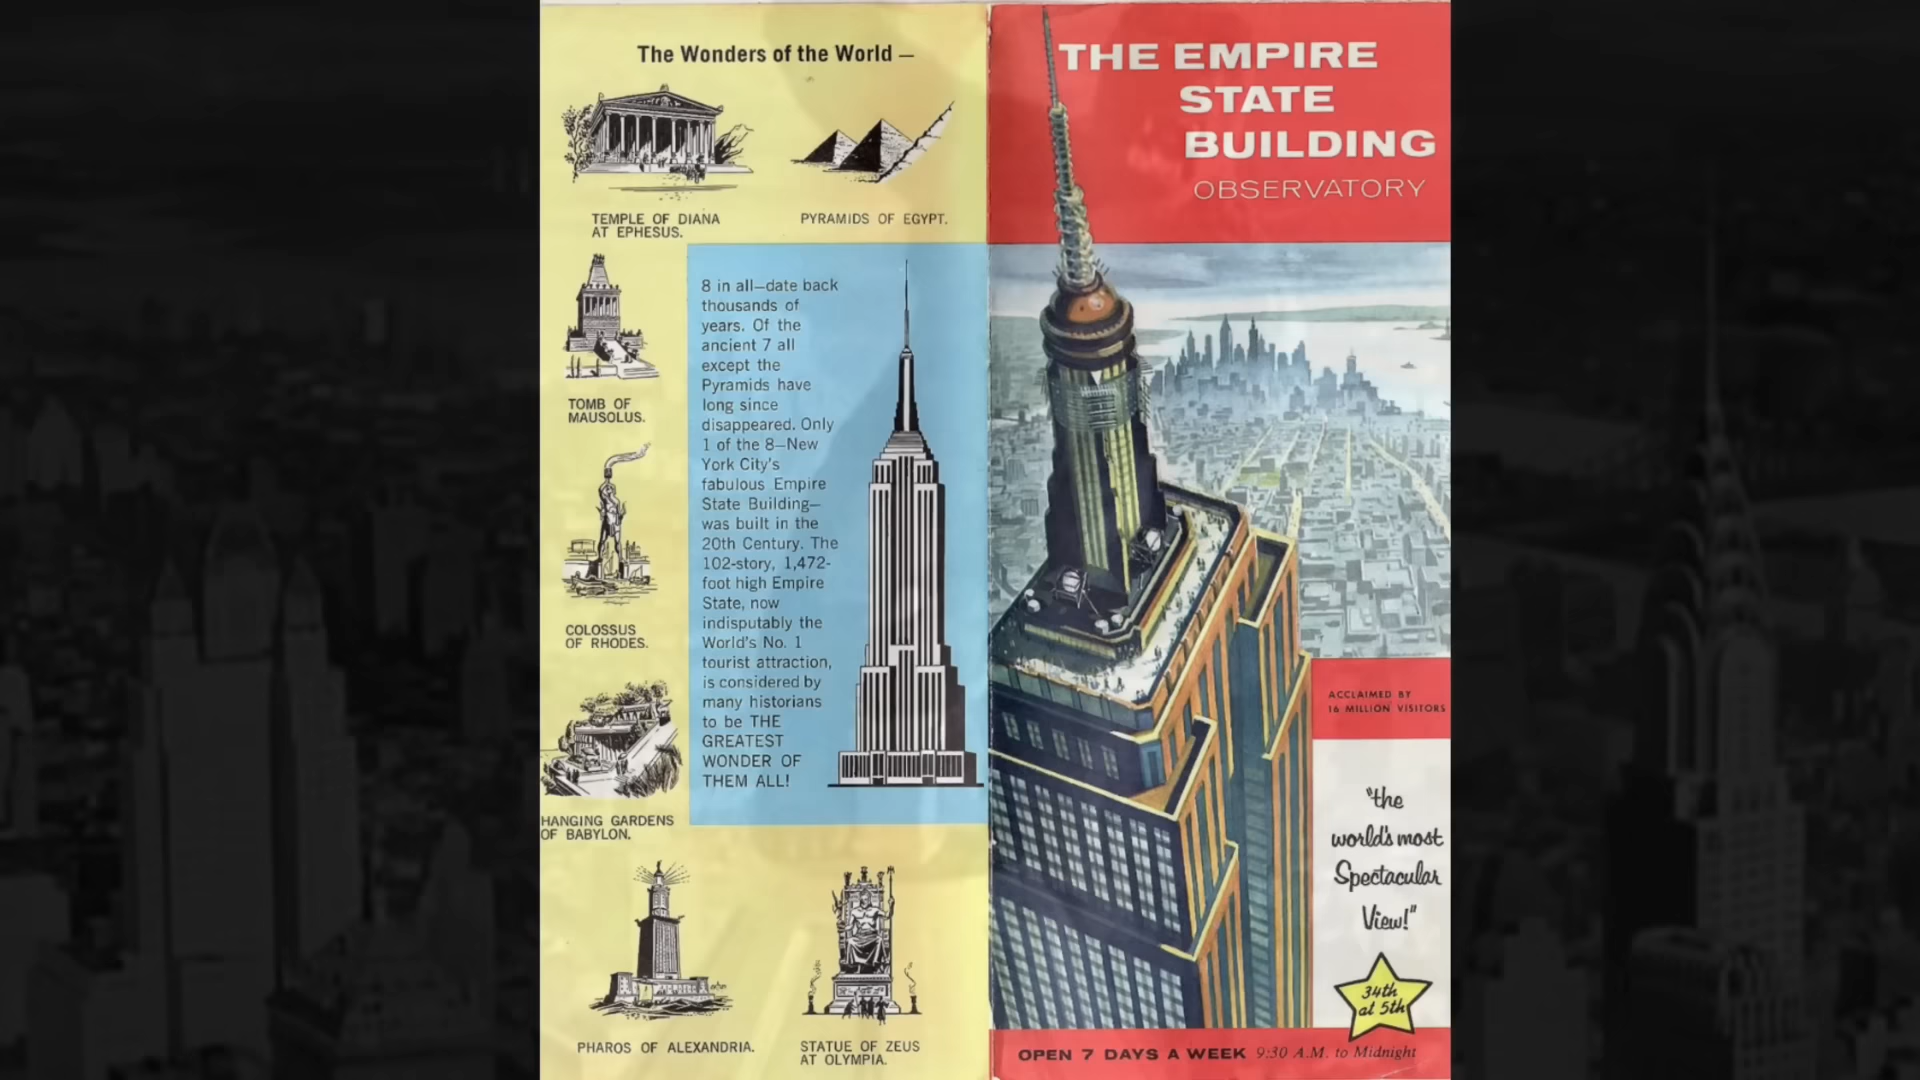 The Wonders of the World —
TEMPLE OF DIANA
AT EPHESUS.
PYRAMIDS OF EGYPT.
TOMB OF
MAUSOLUS.
COLOSSUS
OF RHODES.
HANGING GARDENS
OF BABYLON.
PHAROS OF ALEXANDRIA.
STATUE OF ZEUS
AT OLYMPIA.
8 in all—date back
thousands of
years. Of the
ancient 7 all
except the
Pyramids have
long since
disappeared. Only
1 of the 8—New
York City's
fabulous Empire
State Building—
was built in the
20th Century. The
102-story, 1,472-
foot high Empire
State, now
indisputably the
World's No. 1
tourist attraction,
is considered by
many historians
to be THE
GREATEST
WONDER OF
THEM ALL!
THE EMPIRE
STATE
BUILDING
OBSERVATORY
ACCLAIMED BY
16 MILLION VISITORS
"the
world's most
Spectacular
View!"
34th
at 5th
OPEN 7 DAYS A WEEK 9:30 A.M. to Midnight